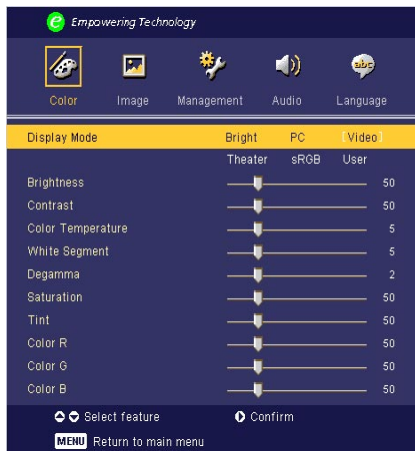 e Empowering Technology
abc
Color Image Management Audio Language
Display Mode Bright PC [Video]
Theater sRGB User
Brightness 50
Contrast 50
Color Temperature 5
White Segment 5
Degamma 2
Saturation 50
Tint 50
Color R 50
Color G 50
Color B 50
Select feature Confirm
MENU Return to main menu